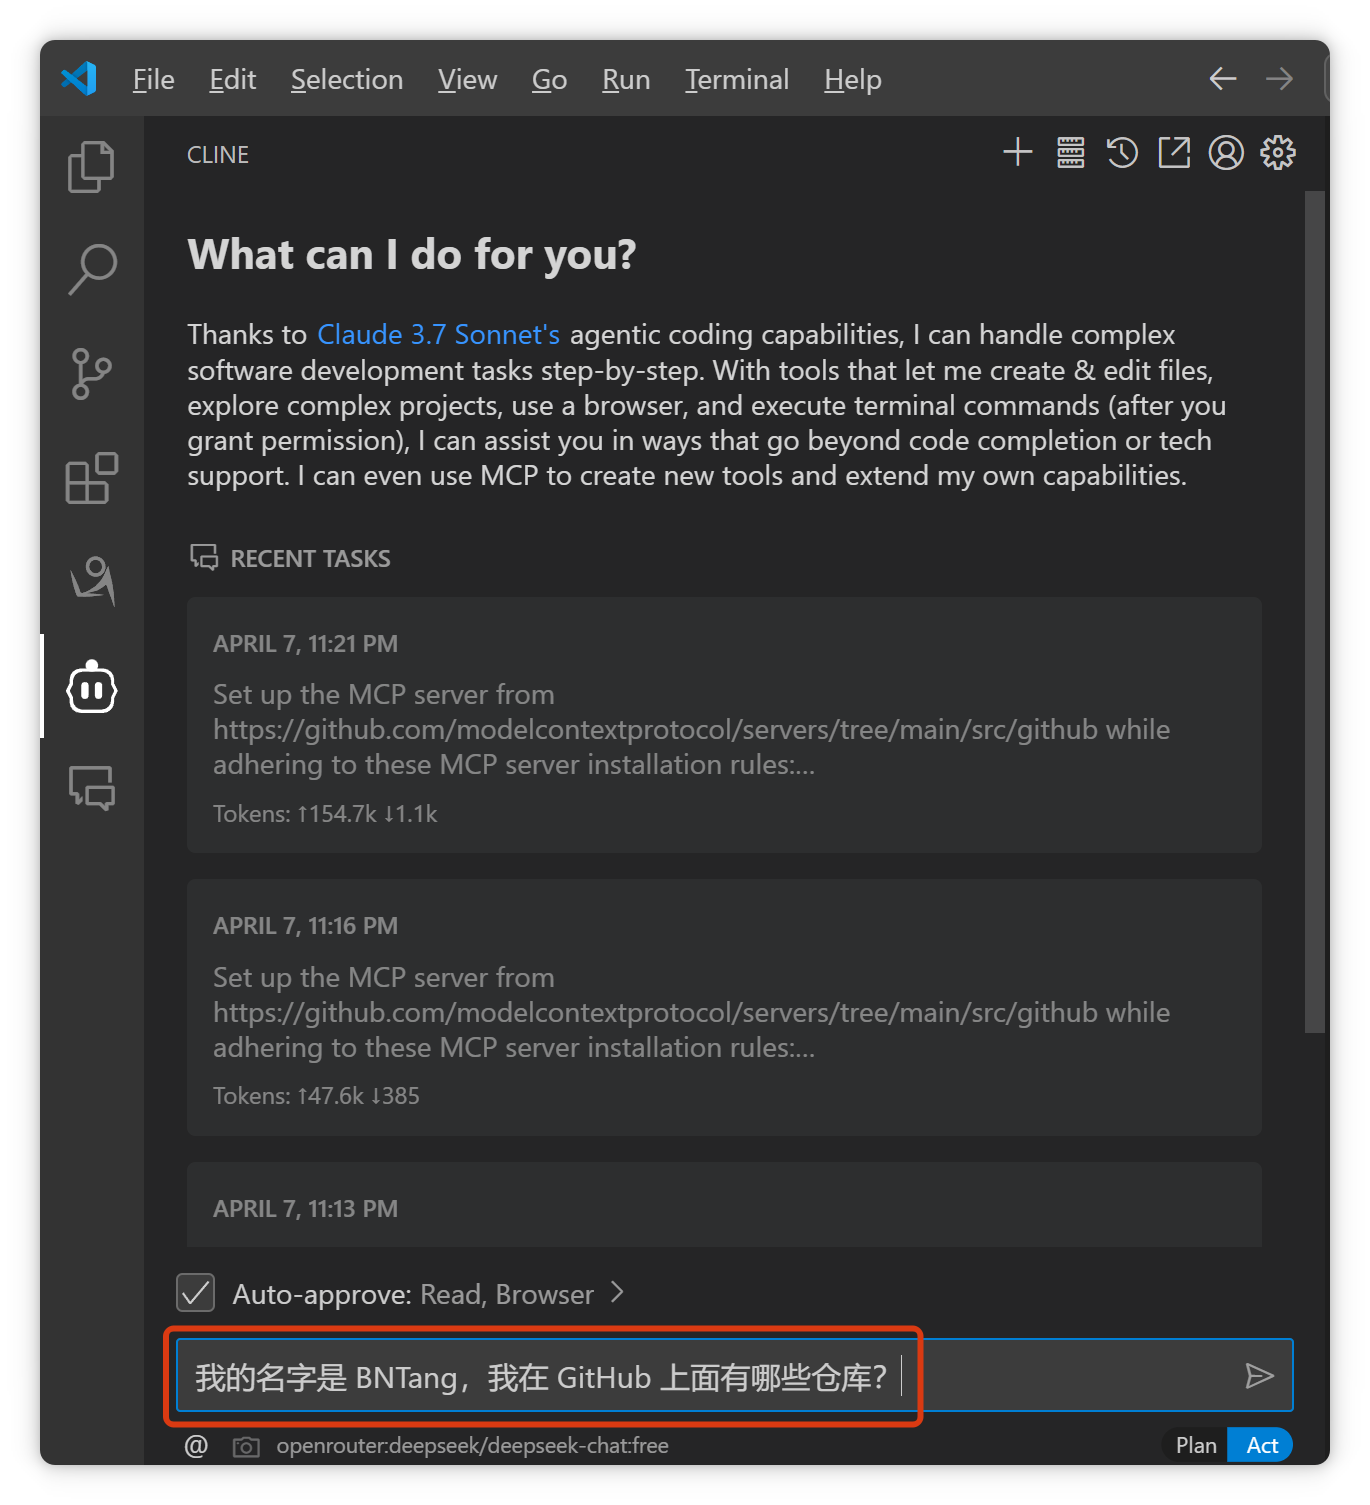 File Edit Selection View Go Run Terminal Help
CLINE
What can I do for you?
Thanks to Claude 3.7 Sonnet's agentic coding capabilities, I can handle complex
software development tasks step-by-step. With tools that let me create & edit files,
explore complex projects, use a browser, and execute terminal commands (after you
grant permission), I can assist you in ways that go beyond code completion or tech
support. I can even use MCP to create new tools and extend my own capabilities.
RECENT TASKS
APRIL 7, 11:21 PM
Set up the MCP server from
https://github.com/modelcontextprotocol/servers/tree/main/src/github while
adhering to these MCP server installation rules:...
Tokens: ↑154.7k ↓1.1k
APRIL 7, 11:16 PM
Set up the MCP server from
https://github.com/modelcontextprotocol/servers/tree/main/src/github while
adhering to these MCP server installation rules:...
Tokens: ↑47.6k ↓385
APRIL 7, 11:13 PM
Auto-approve: Read, Browser
我的名字是 BNTang，我在 GitHub 上面有哪些仓库？
@ openrouter:deepseek/deepseek-chat:free Plan Act